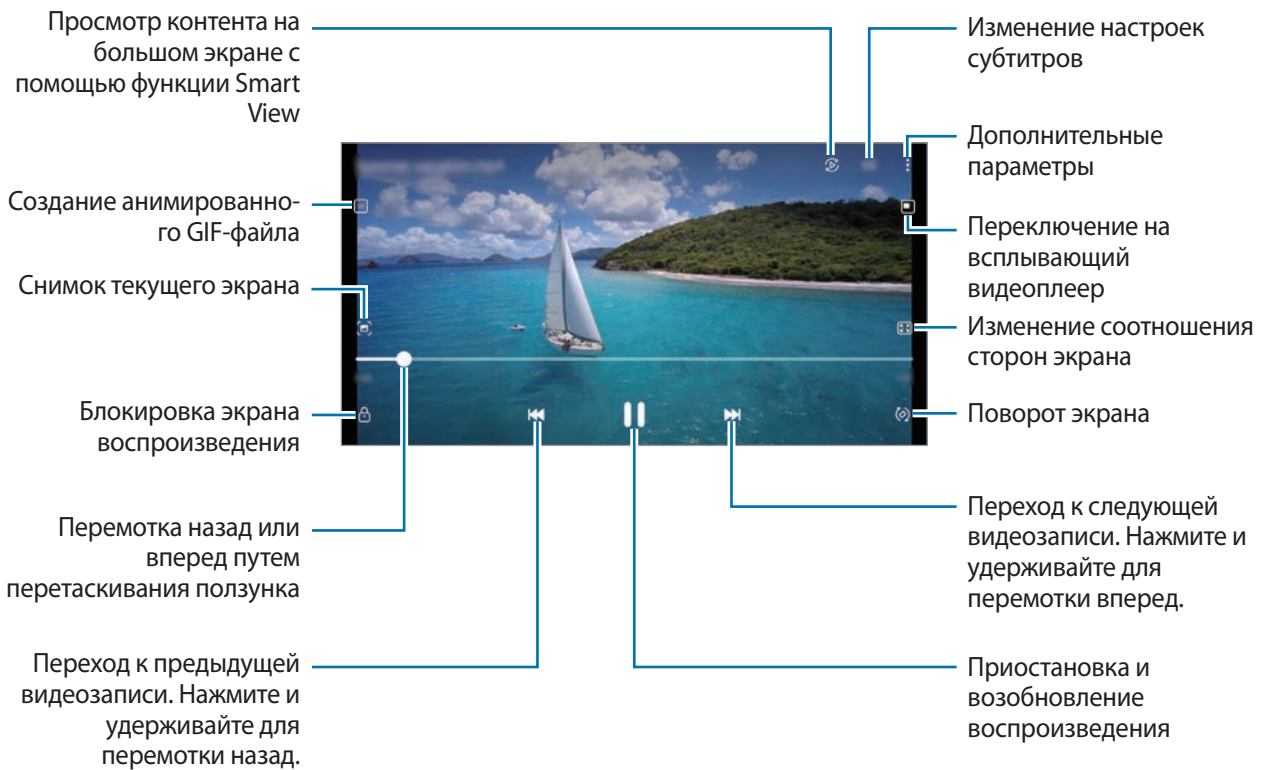 Просмотр контента на
большом экране с
помощью функции Smart
View
Создание анимированно-
го GIF-файла
Снимок текущего экрана
Блокировка экрана
воспроизведения
Перемотка назад или
вперед путем
перетаскивания ползунка
Переход к предыдущей
видеозаписи. Нажмите и
удерживайте для
перемотки назад.
Изменение настроек
субтитров
Дополнительные
параметры
Переключение на
всплывающий
видеоплеер
Изменение соотношения
сторон экрана
Поворот экрана
Переход к следующей
видеозаписи. Нажмите и
удерживайте для
перемотки вперед.
Приостановка и
возобновление
воспроизведения